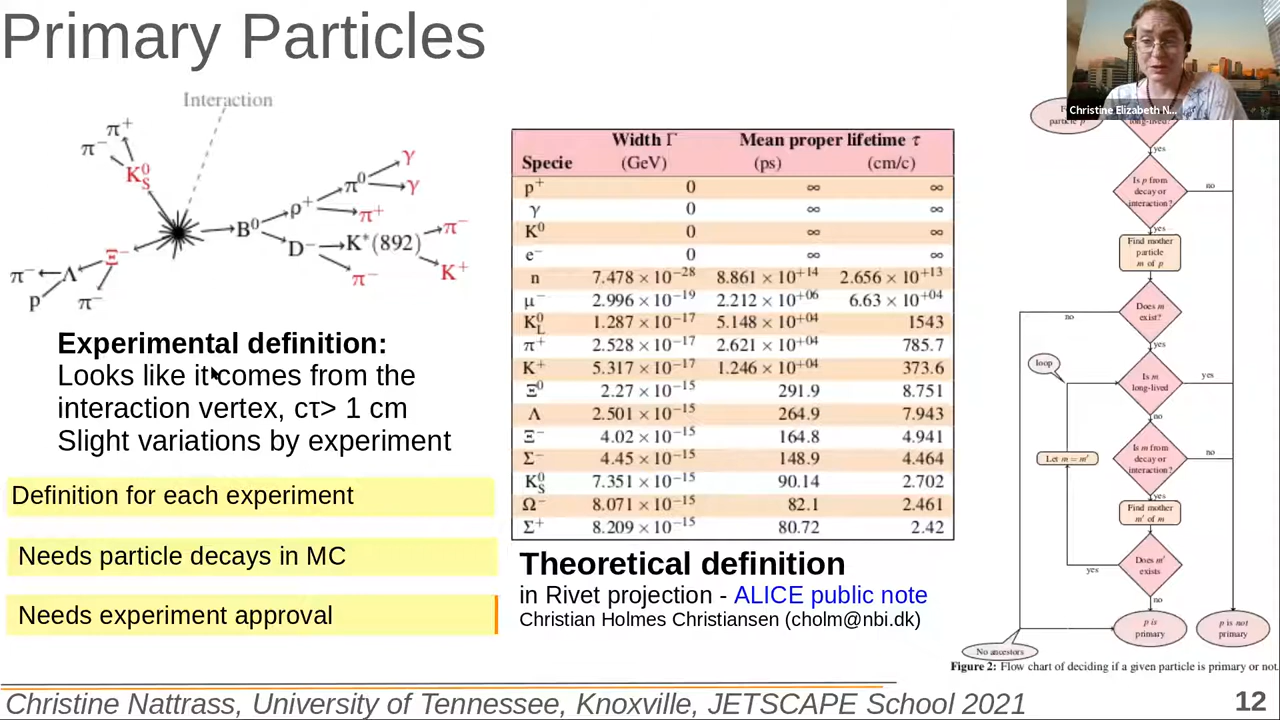 Primary Particles
Christine Elizabeth N...
Interaction
π⁺
π⁻
K⁰S
Ξ⁻
π⁻ Λ
p π⁻
B⁰
ρ⁺
π⁰
γ
γ
π⁺
D⁻
K*(892)
π⁻
π⁻
K⁺
Experimental definition:
Looks like it comes from the
interaction vertex, cτ> 1 cm
Slight variations by experiment
Definition for each experiment
Needs particle decays in MC
Needs experiment approval
Width Γ Mean proper lifetime τ
Specie (GeV) (ps) (cm/c)
p⁺ 0 ∞ ∞
γ 0 ∞ ∞
K⁰ 0 ∞ ∞
e⁻ 0 ∞ ∞
n 7.478 × 10⁻²⁸ 8.861 × 10⁺¹⁴ 2.656 × 10⁺¹³
μ⁻ 2.996 × 10⁻¹⁹ 2.212 × 10⁺⁰⁶ 6.63 × 10⁺⁰⁴
K⁰L 1.287 × 10⁻¹⁷ 5.148 × 10⁺⁰⁴ 1543
π⁺ 2.528 × 10⁻¹⁷ 2.621 × 10⁺⁰⁴ 785.7
K⁺ 5.317 × 10⁻¹⁷ 1.246 × 10⁺⁰⁴ 373.6
Ξ⁰ 2.27 × 10⁻¹⁵ 291.9 8.751
Λ 2.501 × 10⁻¹⁵ 264.9 7.943
Ξ⁻ 4.02 × 10⁻¹⁵ 164.8 4.941
Σ⁻ 4.45 × 10⁻¹⁵ 148.9 4.464
K⁰S 7.351 × 10⁻¹⁵ 90.14 2.702
Ω⁻ 8.071 × 10⁻¹⁵ 82.1 2.461
Σ⁺ 8.209 × 10⁻¹⁵ 80.72 2.42
Theoretical definition
in Rivet projection - ALICE public note
Christian Holmes Christiansen (cholm@nbi.dk)
long-lived?
yes
Is p from
decay or
interaction?
no
yes
Find mother
particle
m of p
Does m
exist?
no
yes
loop
Is m
long-lived
yes
no
Let m = m'
Is m from
decay or
interaction?
no
yes
Find mother
m' of m
Does m'
exists
yes
no
p is
primary
p is not
primary
No ancestors
Figure 2: Flow chart of deciding if a given particle is primary or not.
Christine Nattrass, University of Tennessee, Knoxville, JETSCAPE School 2021
12